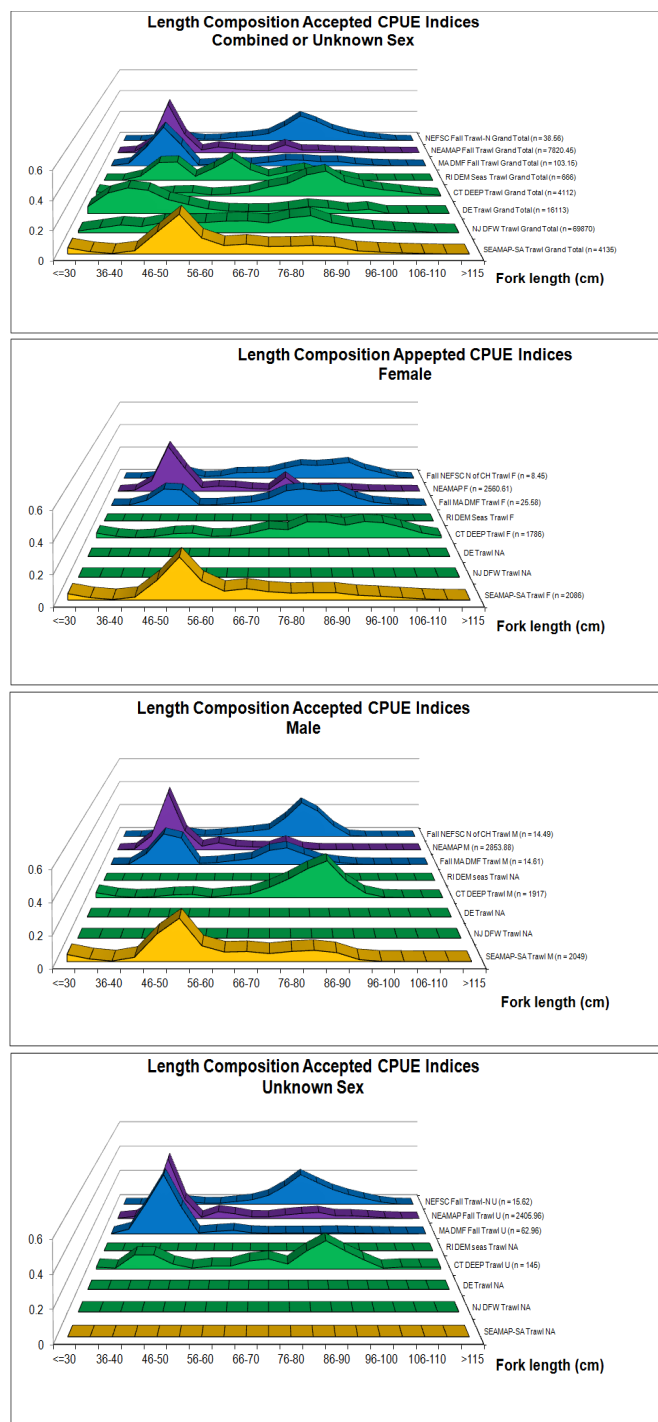 Length Composition Accepted CPUE Indices
Combined or Unknown Sex
NEFSC Fall Trawl-N Grand Total (n = 38.56)
NEAMAP Fall Trawl Grand Total (n = 7820.45)
MA DMF Fall Trawl Grand Total (n = 103.15)
RI DEM Seas Trawl Grand Total (n = 666)
CT DEEP Trawl Grand Total (n = 4112)
DE Trawl Grand Total (n = 16113)
NJ DFW Trawl Grand Total (n = 69870)
SEAMAP-SA Trawl Grand Total (n = 4135)
0.6
0.4
0.2
0
<=30 36-40 46-50 56-60 66-70 76-80 86-90 96-100 106-110 >115
Fork length (cm)
Length Composition Appepted CPUE Indices
Female
Fall NEFSC N of CH Trawl F (n = 8.45)
NEAMAP F (n = 2560.61)
Fall MA DMF Trawl F (n = 25.58)
RI DEM Seas Trawl F
CT DEEP Trawl F (n = 1786)
DE Trawl NA
NJ DFW Trawl NA
SEAMAP-SA Trawl F (n = 2086)
0.6
0.4
0.2
0
<=30 36-40 46-50 56-60 66-70 76-80 86-90 96-100 106-110 >115
Fork length (cm)
Length Composition Accepted CPUE Indices
Male
Fall NEFSC N of CH Trawl M (n = 14.49)
NEAMAP M (n = 2853.88)
Fall MA DMF Trawl M (n = 14.61)
RI DEM seas Trawl NA
CT DEEP Trawl M (n = 1917)
DE Trawl NA
NJ DFW Trawl NA
SEAMAP-SA Trawl M (n = 2049)
0.6
0.4
0.2
0
<=30 36-40 46-50 56-60 66-70 76-80 86-90 96-100 106-110 >115
Fork length (cm)
Length Composition Accepted CPUE Indices
Unknown Sex
NEFSC Fall Trawl-N U (n = 15.62)
NEAMAP Fall Trawl U (n = 2405.96)
MA DMF Fall Trawl U (n = 62.96)
RI DEM seas Trawl NA
CT DEEP Trawl U (n = 145)
DE Trawl NA
NJ DFW Trawl NA
SEAMAP-SA Trawl NA
0.6
0.4
0.2
0
<=30 36-40 46-50 56-60 66-70 76-80 86-90 96-100 106-110 >115
Fork length (cm)